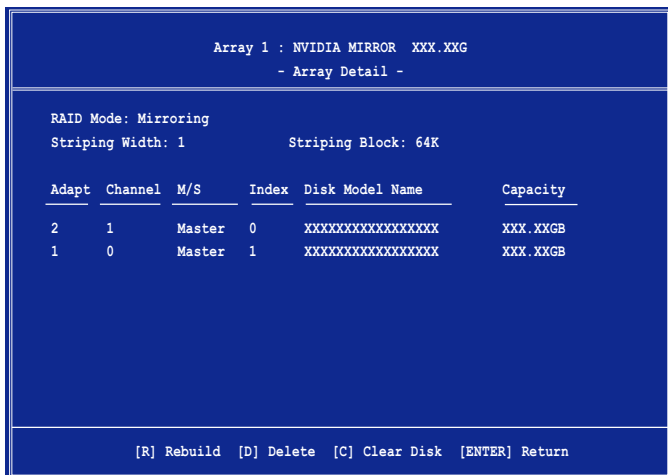 Array 1 : NVIDIA MIRROR XXX.XXG
- Array Detail -
RAID Mode: Mirroring
Striping Width: 1 Striping Block: 64K
Adapt Channel M/S Index Disk Model Name Capacity
2 1 Master 0 XXXXXXXXXXXXXXXXX XXX.XXGB
1 0 Master 1 XXXXXXXXXXXXXXXXX XXX.XXGB
[R] Rebuild [D] Delete [C] Clear Disk [ENTER] Return